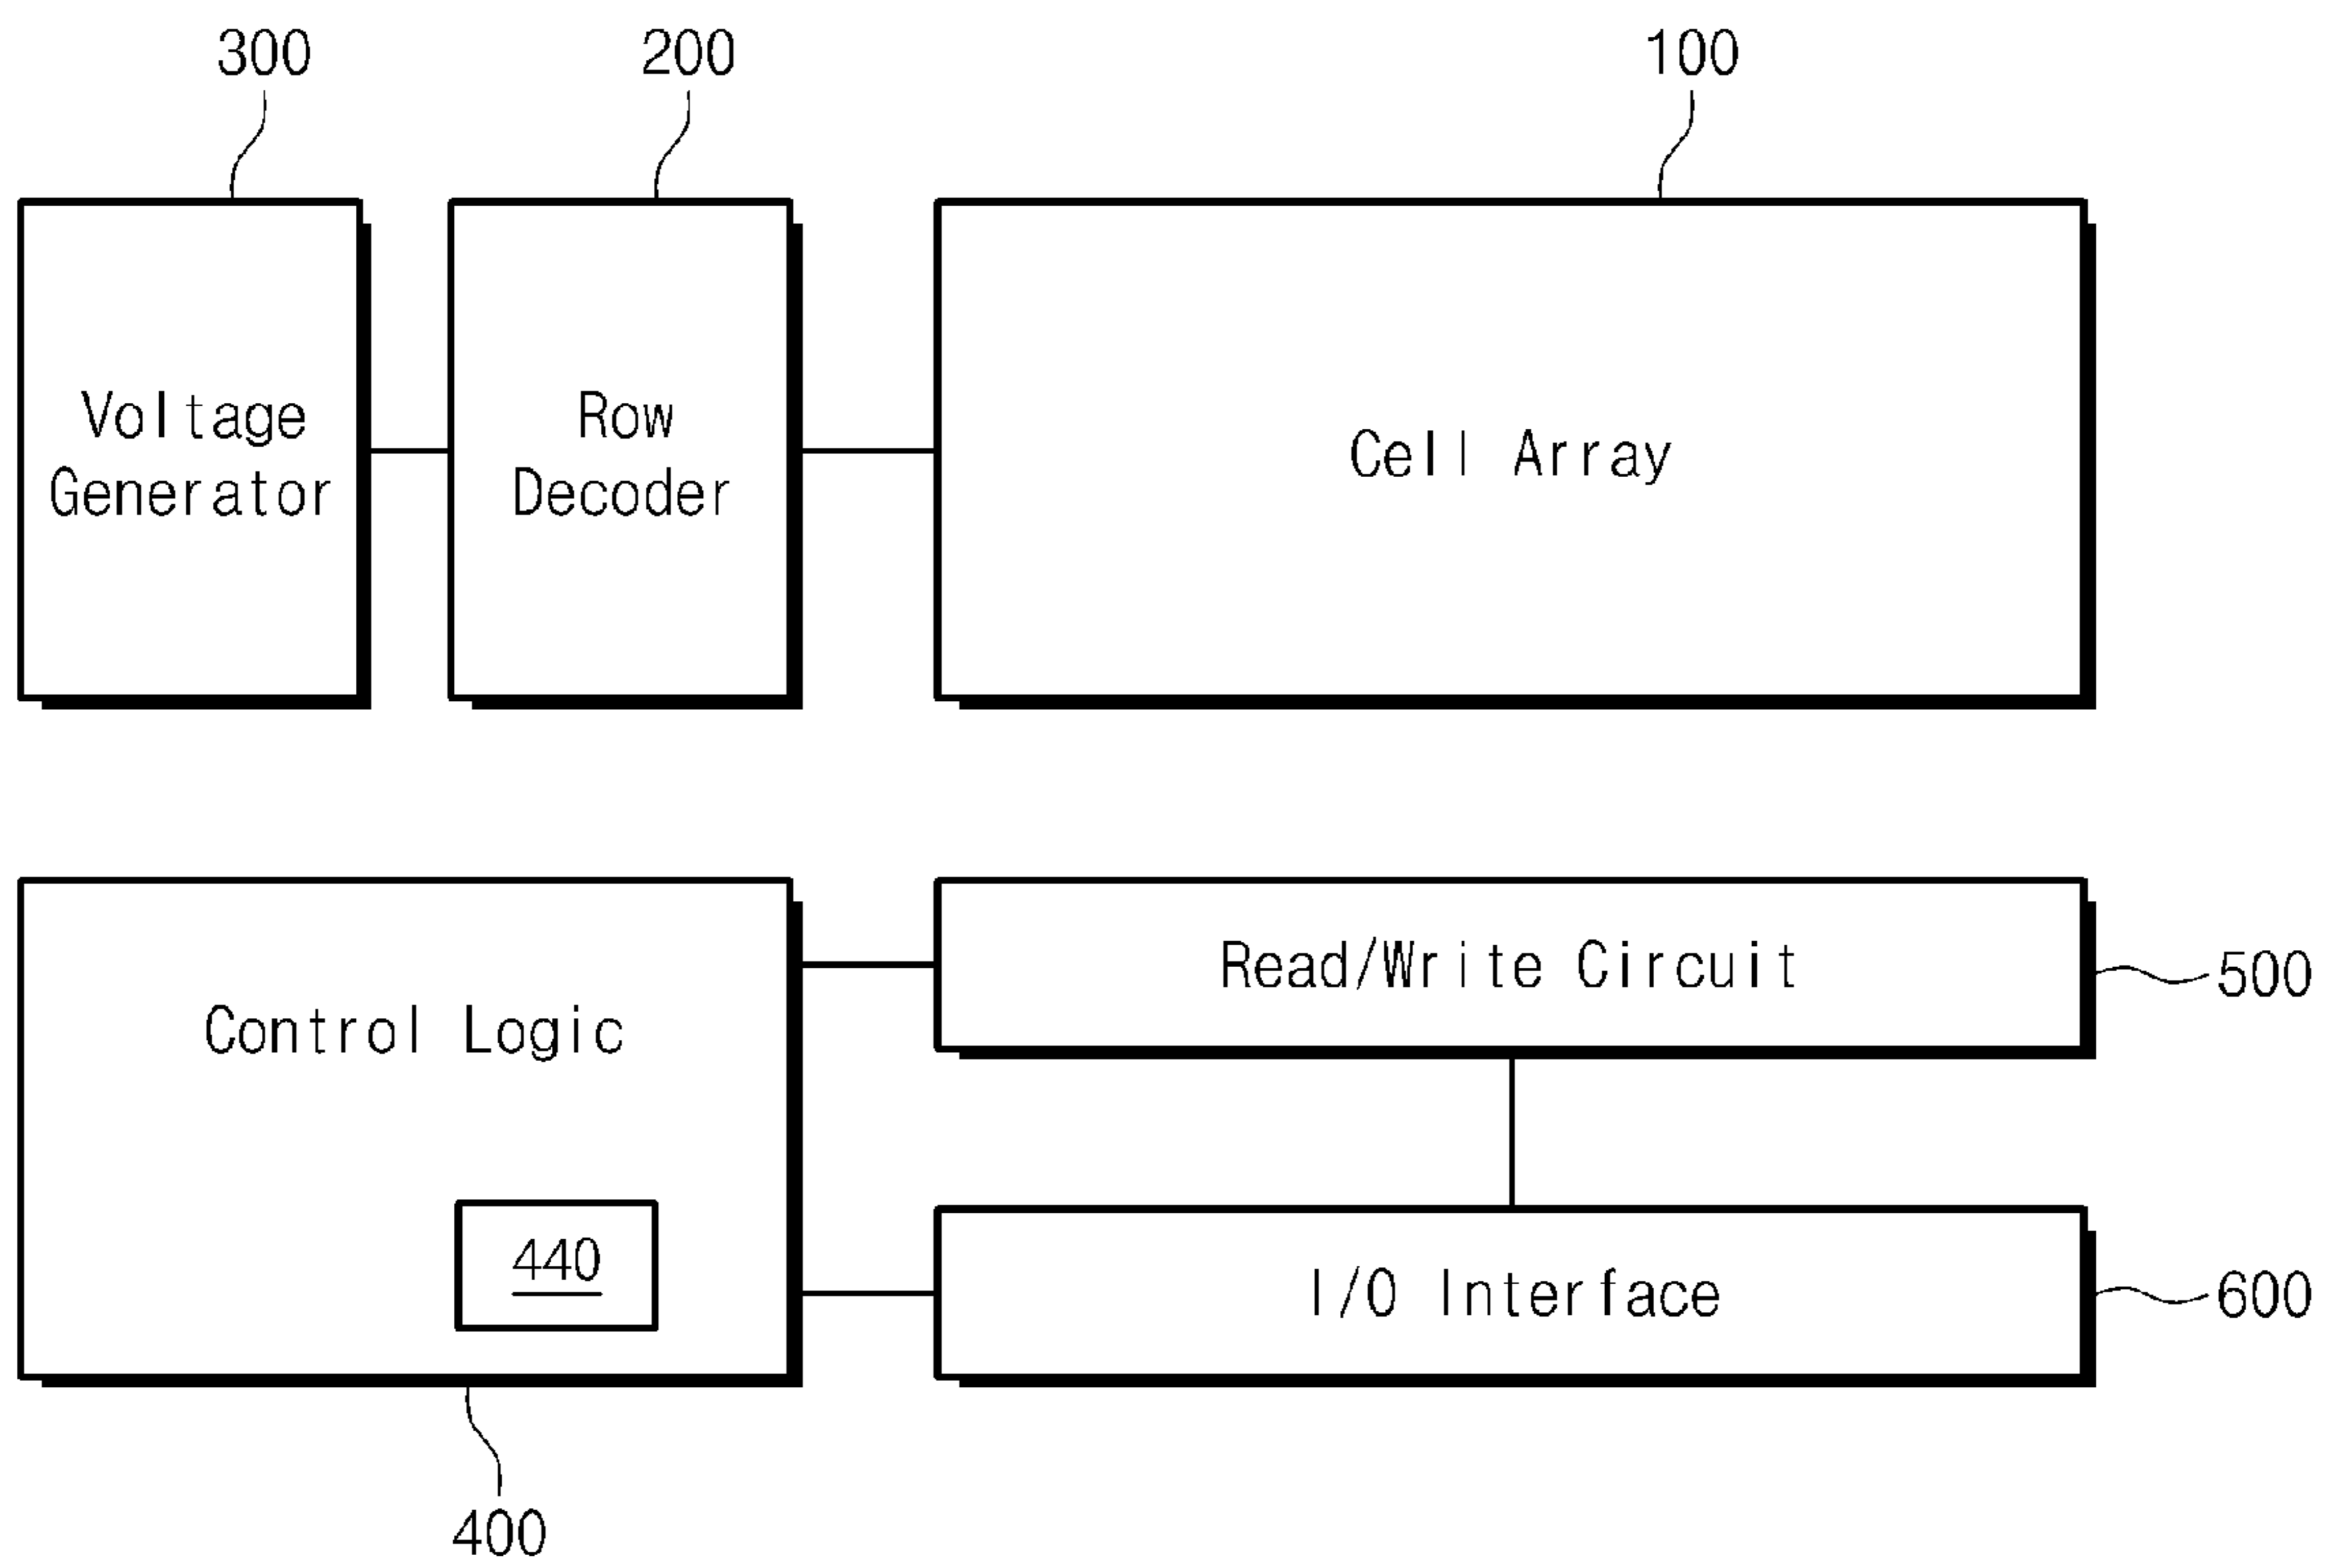 300
200
100
Voltage
Generator
Row
Decoder
Cell Array
Control Logic
440
Read/Write Circuit
500
I/O Interface
600
400